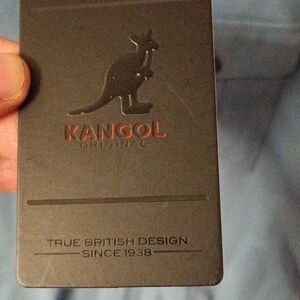 KANGOL
ORIGINAL
TRUE BRITISH DESIGN
SINCE 1938